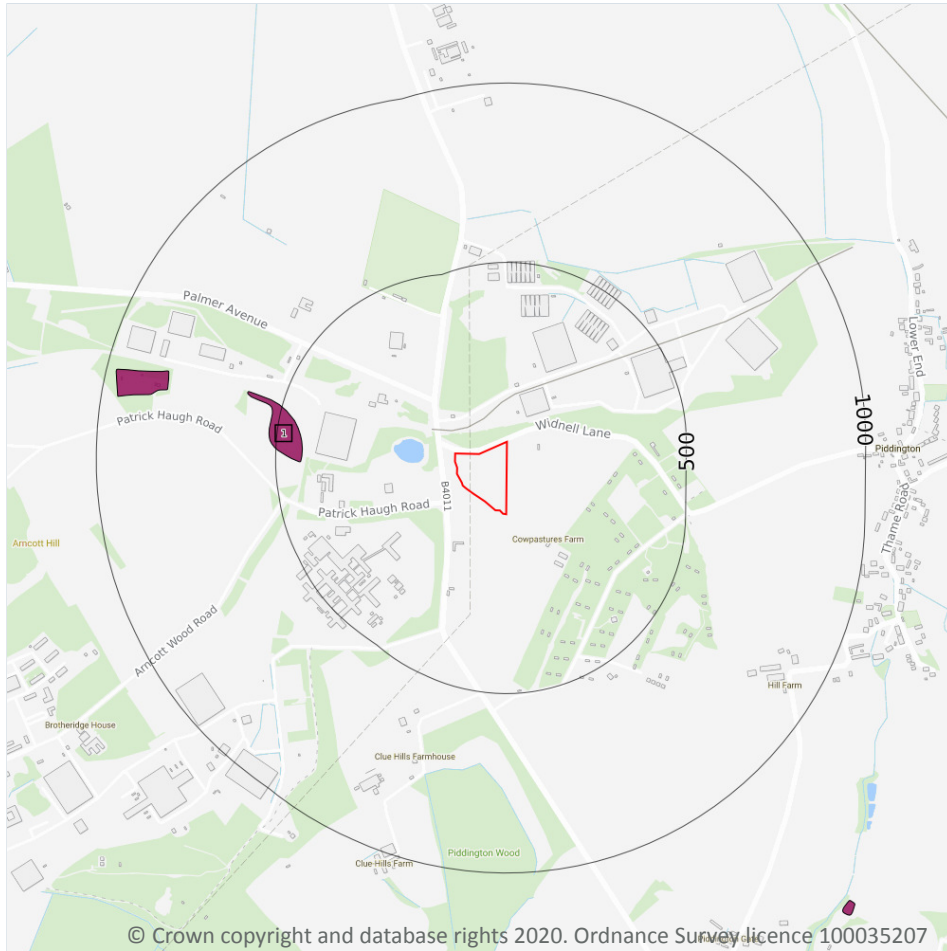 Palmer Avenue
Lower End
1000
Patrick Haugh Road
1
Widnell Lane
500
Piddington
B4011
Patrick Haugh Road
Thame Road
Arncott Hill
Cowpastures Farm
Arncott Wood Road
Hill Farm
Brotheridge House
Clue Hills Farmhouse
Piddington Wood
Clue Hills Farm
© Crown copyright and database rights 2020. Ordnance Survey licence 100035207